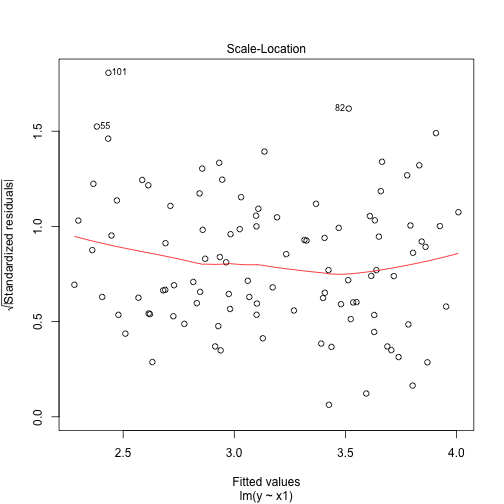 Scale-Location
101
55
82
1.5
1.0
0.5
0.0
√|Standardized residuals|
2.5 3.0 3.5 4.0
Fitted values
lm(y ~ x1)